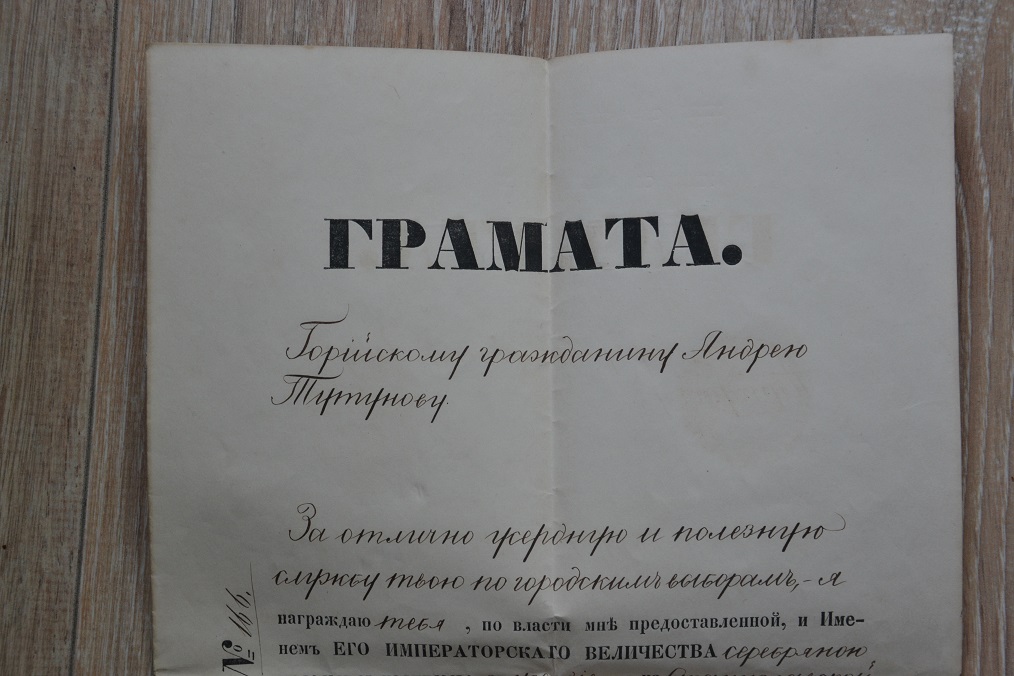 ГРАМАТА.
Горійскому гражданину Андрею
Тутунову.
За отлично усердную и полезную
службу твою по городскимъ выборамъ, - я
награждаю тебя, по власти мнѣ предоставленной, и Име-
немъ ЕГО ИМПЕРАТОРСКАГО ВЕЛИЧЕСТВА серебряною,
№ 166.